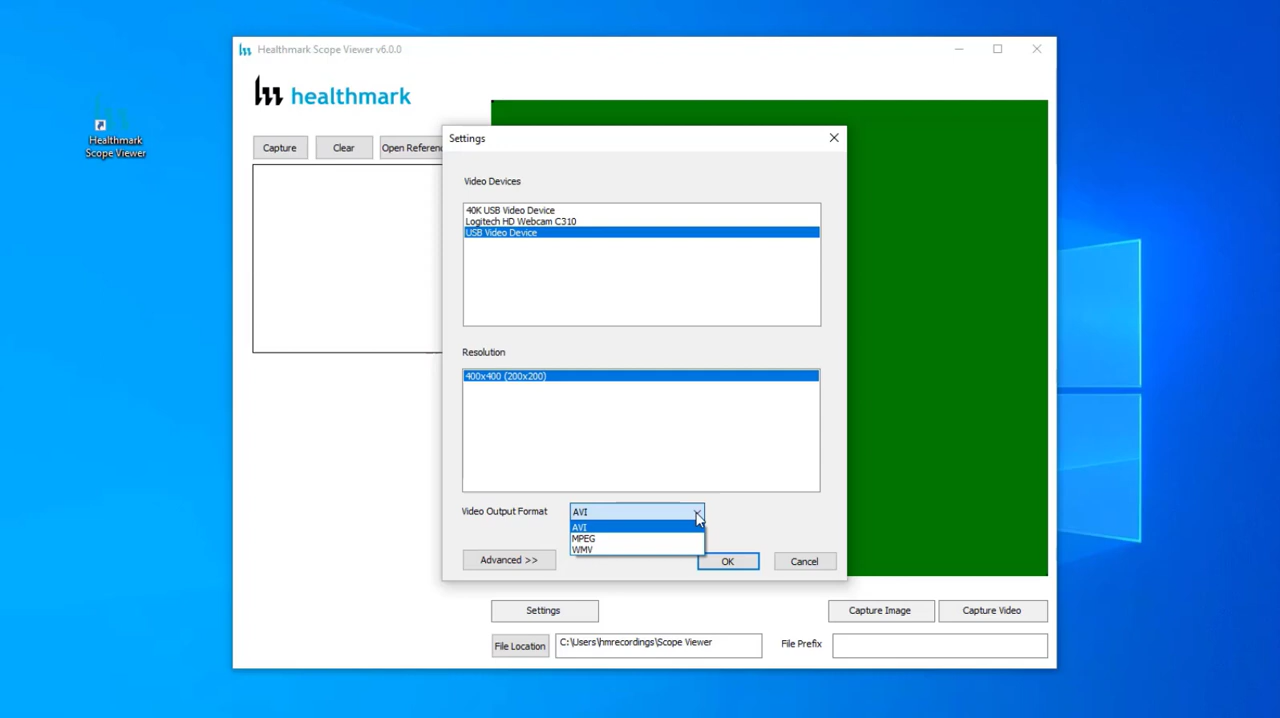 Healthmark Scope Viewer v6.0.0
healthmark
Healthmark
Scope Viewer
Capture
Clear
Open Referenc
Settings
Video Devices
40K USB Video Device
Logitech HD Webcam C310
USB Video Device
Resolution
400x400 (200x200)
Video Output Format
AVI
AVI
MPEG
WMV
Advanced >>
OK
Cancel
Settings
Capture Image
Capture Video
File Location
C:\Users\hmrecordings\Scope Viewer
File Prefix